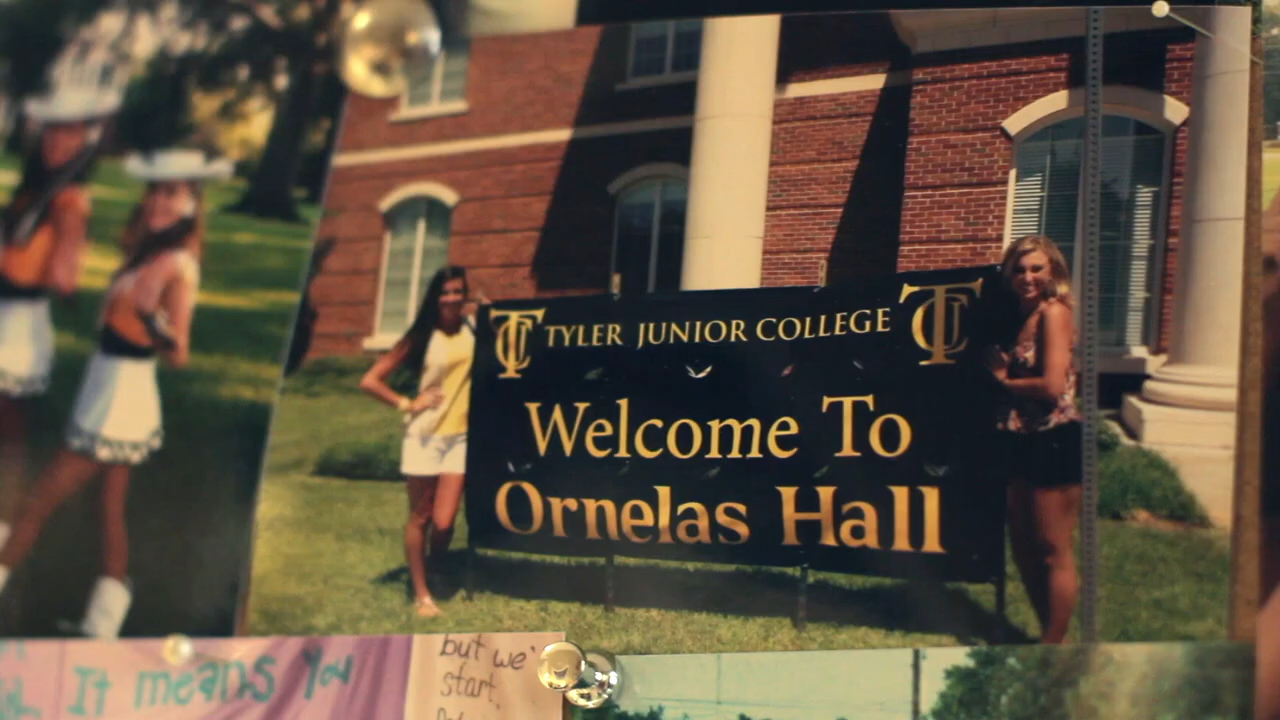 TJC TYLER JUNIOR COLLEGE TJC
Welcome To
Ornelas Hall
It means You
but we'
start.